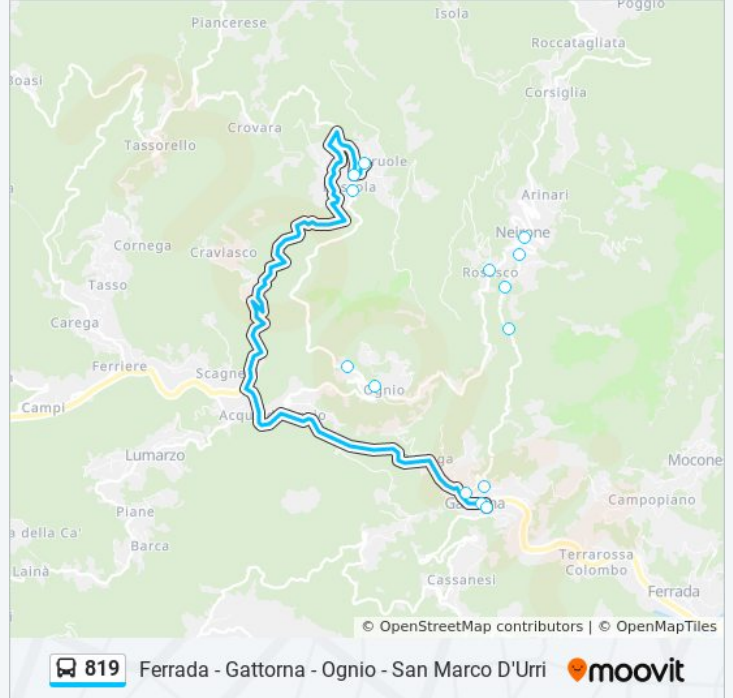 Poggio
Isola
Piancerese
Roccatagliata
Boasi
Corsiglia
Crovara
Tassorello
ruole
Arinari
Neirone
Cornega
Craviasco
Tasso
Carega
Ferriere
Scagne
Ognio
Campi
Acqu
Lumarzo
Mocone
Piane
Campopiano
a della Ca'
Barca
Terrarossa
Colombo
Lainà
Cassanesi
Ferrada
© OpenStreetMap contributors | © OpenMapTiles
819 Ferrada - Gattorna - Ognio - San Marco D'Urri moovit